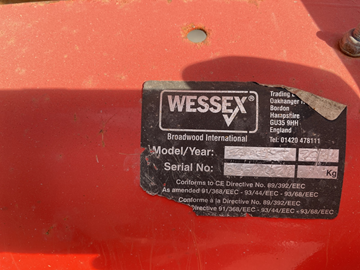 WESSEX®
Broadwood International
Trading
Oakhanger
Bordon
Hampshire
GU35 9HH
England
Tel: 01420 478111
Model/Year:
Serial No:
Kg
Conforms to CE Directive No. 89/392/EEC
As amended 91/368/EEC - 93/44/EEC - 93/68/EEC
Conforme à la Directive No. 89/392/EEC
91/368/EEC - 93/44/EEC - 93/68/EEC